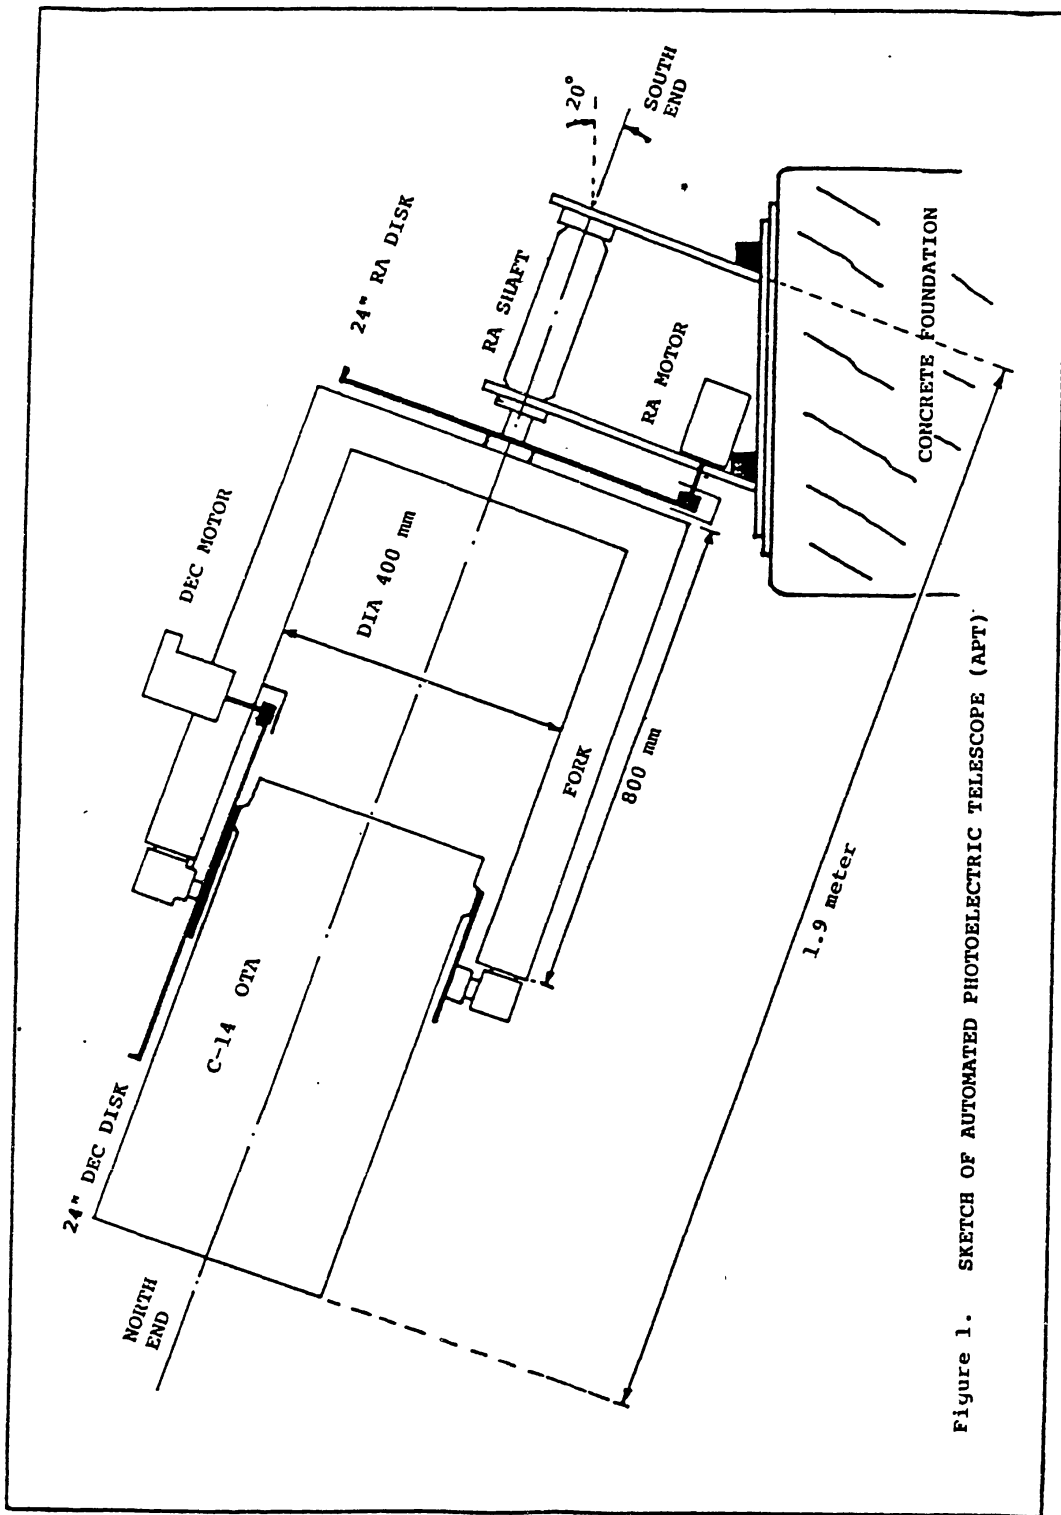 24" DEC DISK
NORTH
END
C-14 OTA
DEC MOTOR
DIA 400 mm
24" RA DISK
RA SHAFT
RA MOTOR
20°
SOUTH
END
FORK
800 mm
1.9 meter
CONCRETE FOUNDATION
Figure 1. SKETCH OF AUTOMATED PHOTOELECTRIC TELESCOPE (APT)